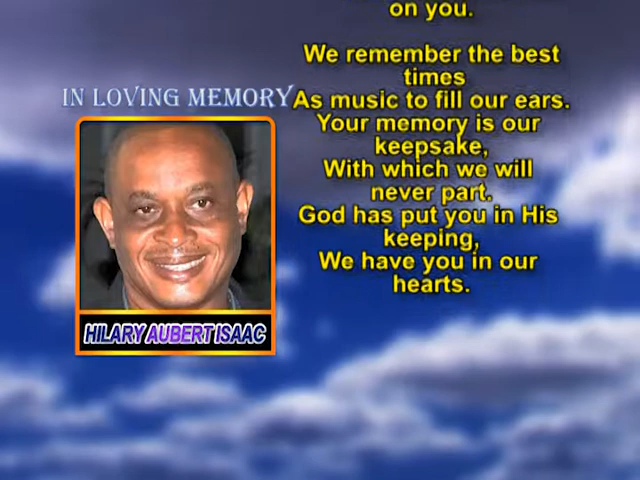 on you.
We remember the best
times
As music to fill our ears.
Your memory is our
keepsake,
With which we will
never part.
God has put you in His
keeping,
We have you in our
hearts.
IN LOVING MEMORY
HILARY AUBERT ISAAC